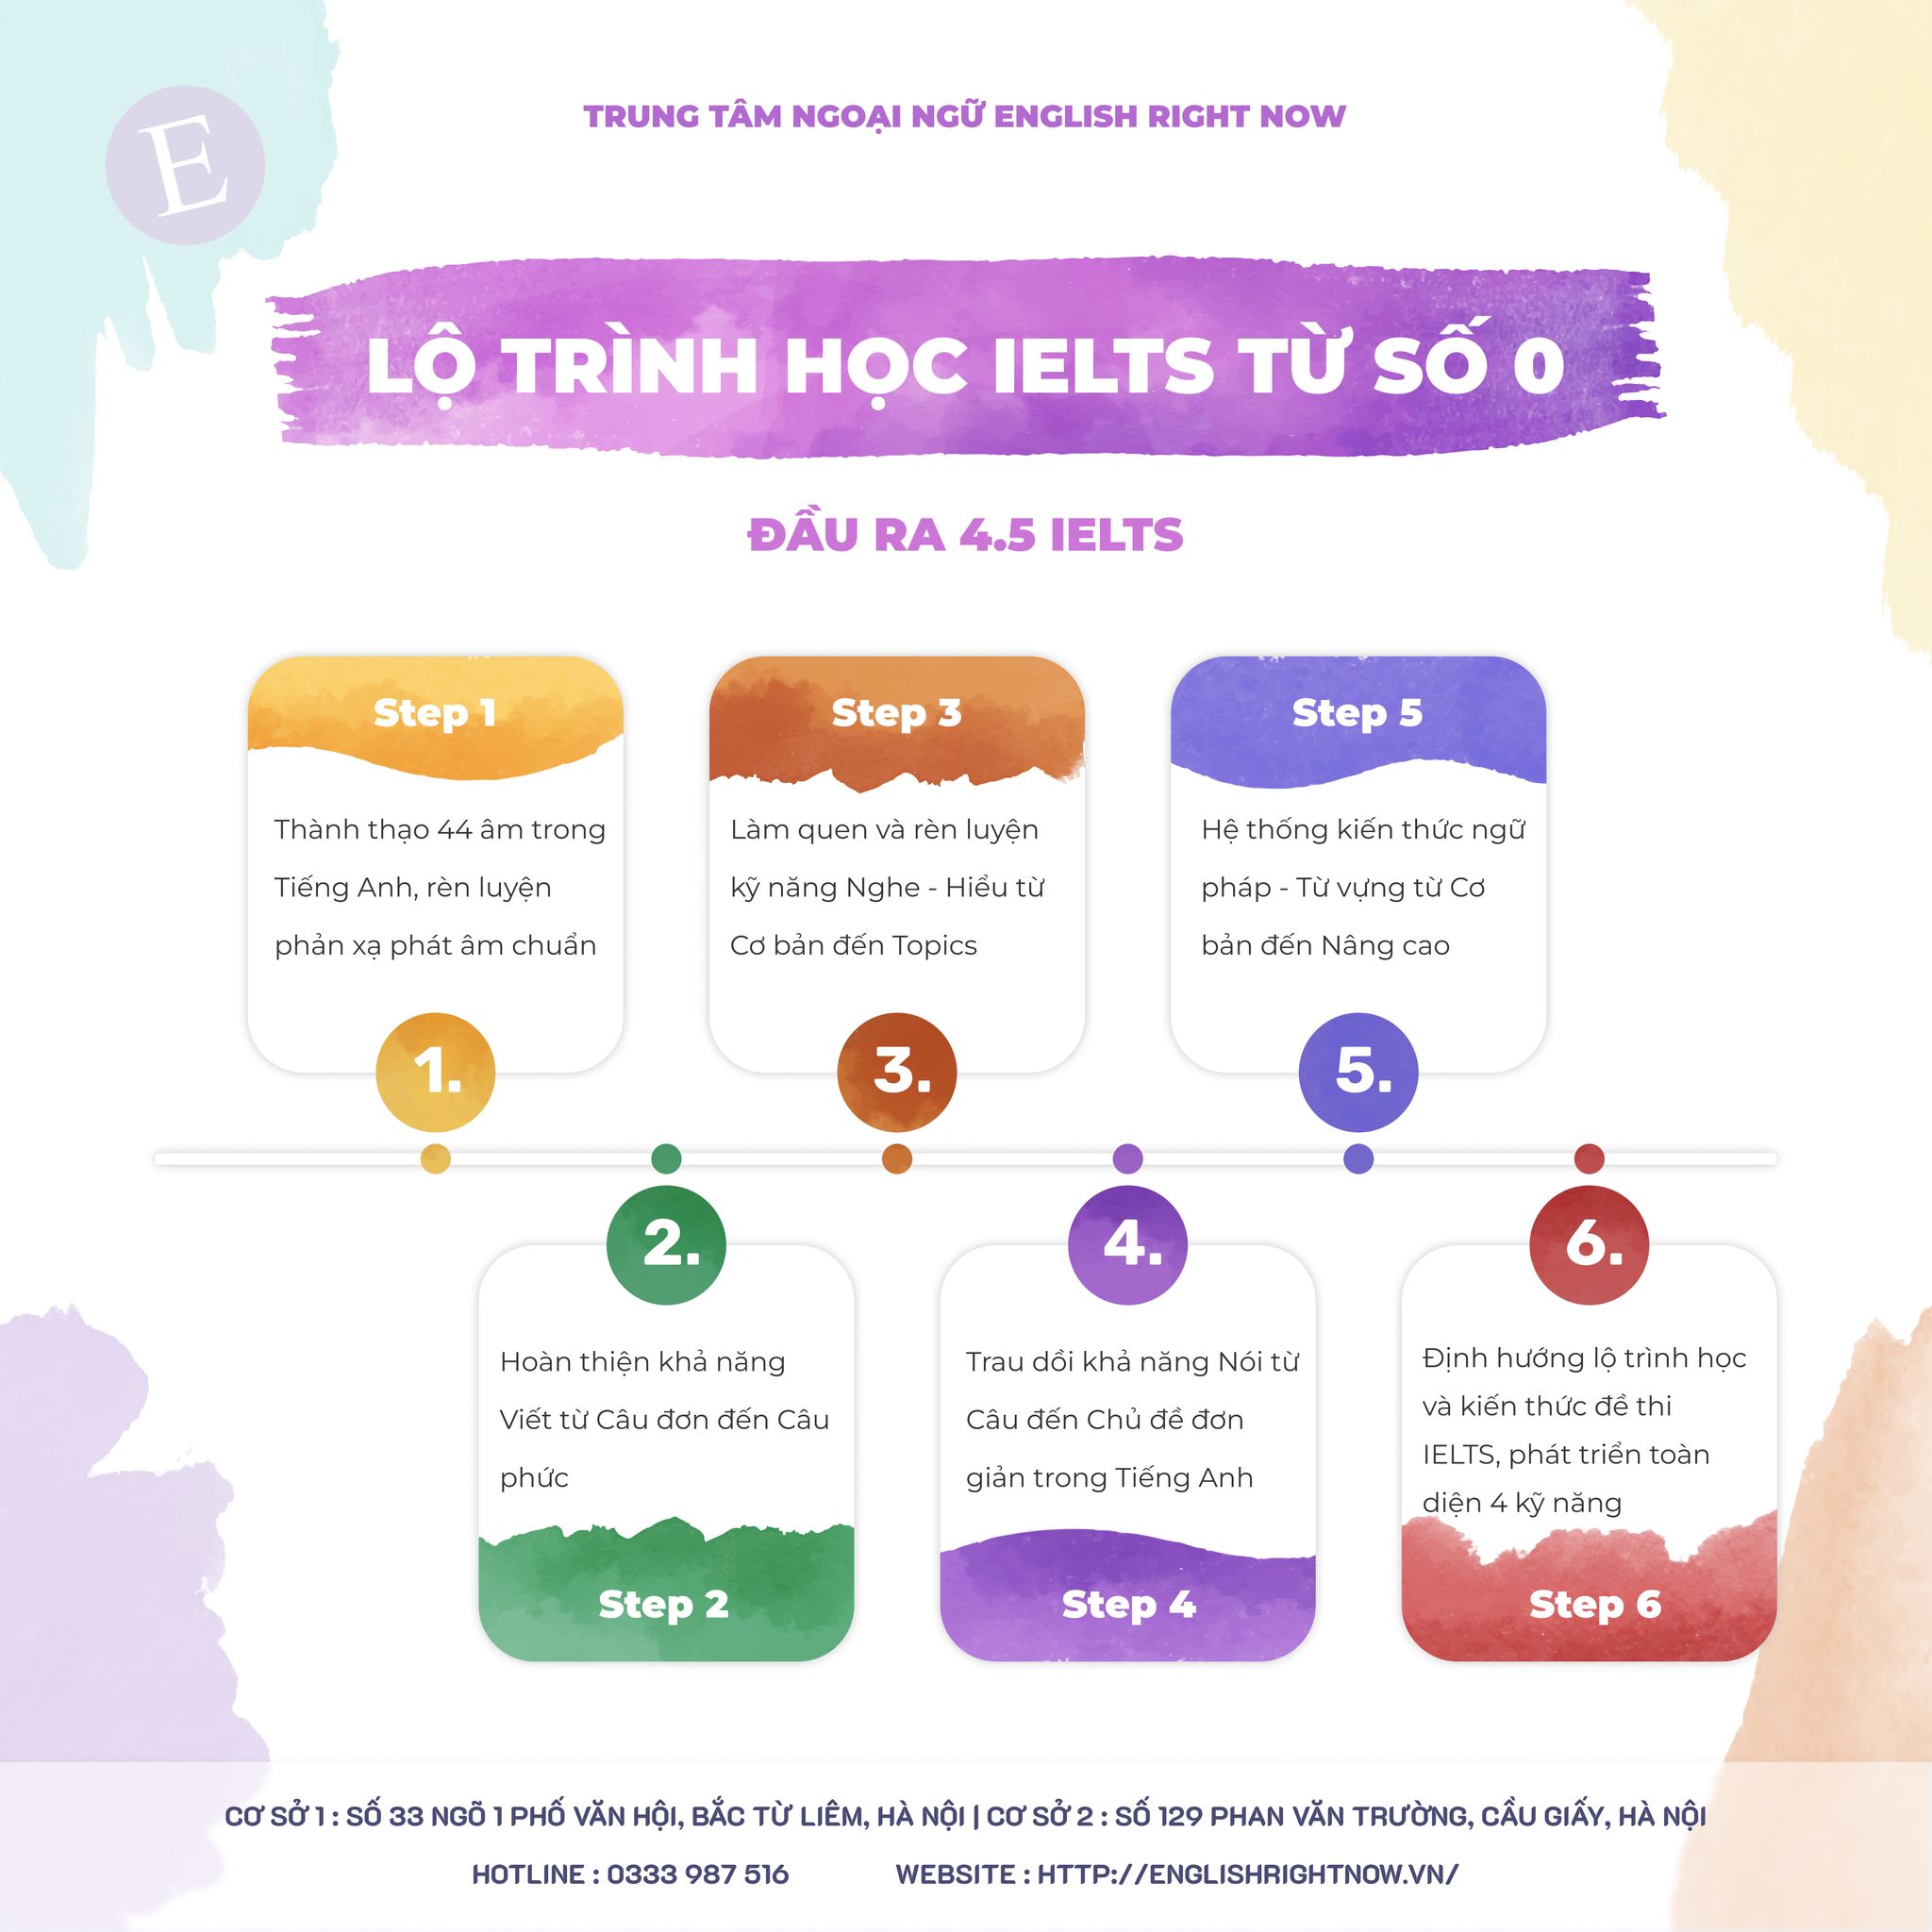 E
TRUNG TÂM NGOẠI NGỮ ENGLISH RIGHT NOW
LỘ TRÌNH HỌC IELTS TỪ SỐ 0
ĐẦU RA 4.5 IELTS
Step 1
Thành thạo 44 âm trong
Tiếng Anh, rèn luyện
phản xạ phát âm chuẩn
1.
2.
Hoàn thiện khả năng
Viết từ Câu đơn đến Câu
phức
Step 2
Step 3
Làm quen và rèn luyện
kỹ năng Nghe - Hiểu từ
Cơ bản đến Topics
3.
4.
Trau dồi khả năng Nói từ
Câu đến Chủ đề đơn
giản trong Tiếng Anh
Step 4
Step 5
Hệ thống kiến thức ngữ
pháp - Từ vựng từ Cơ
bản đến Nâng cao
5.
6.
Định hướng lộ trình học
và kiến thức đề thi
IELTS, phát triển toàn
diện 4 kỹ năng
Step 6
CƠ SỞ 1 : SỐ 33 NGÕ 1 PHỐ VĂN HỘI, BẮC TỪ LIÊM, HÀ NỘI | CƠ SỞ 2 : SỐ 129 PHAN VĂN TRƯỜNG, CẦU GIẤY, HÀ NỘI
HOTLINE : 0333 987 516 WEBSITE : HTTP://ENGLISHRIGHTNOW.VN/